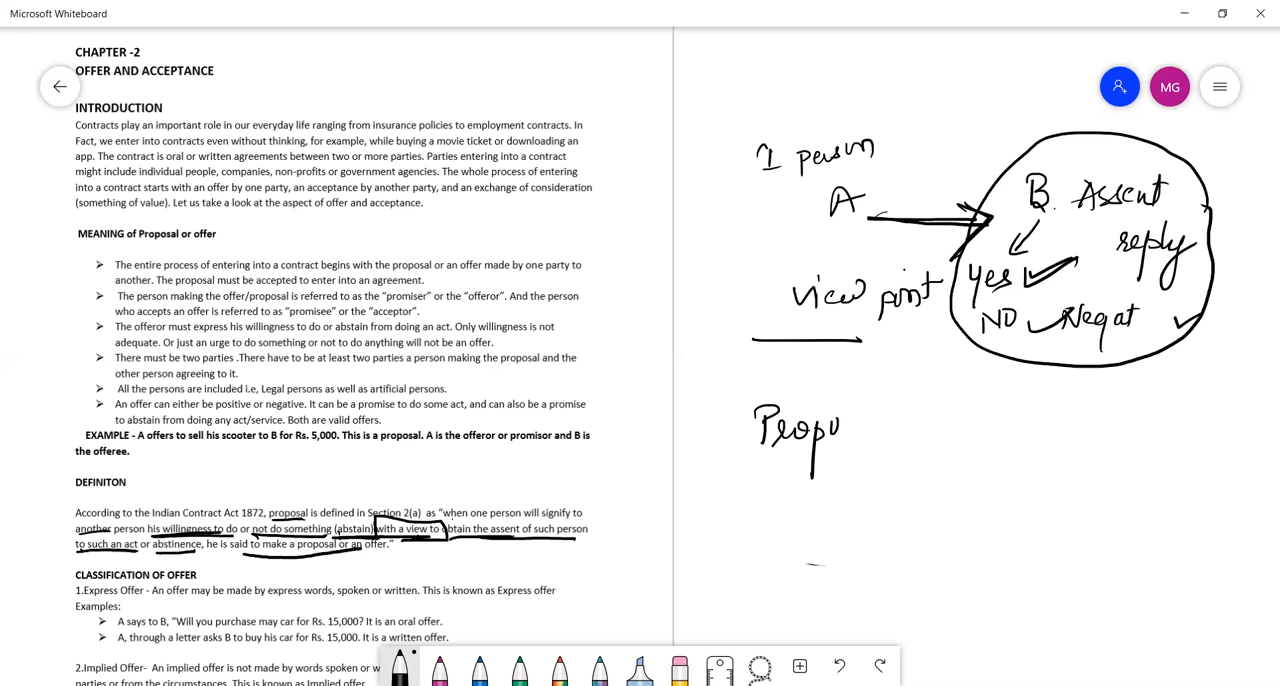 Microsoft Whiteboard
CHAPTER -2
OFFER AND ACCEPTANCE
INTRODUCTION
Contracts play an important role in our everyday life ranging from insurance policies to employment contracts. In
Fact, we enter into contracts even without thinking, for example, while buying a movie ticket or downloading an
app. The contract is oral or written agreements between two or more parties. Parties entering into a contract
might include individual people, companies, non-profits or government agencies. The whole process of entering
into a contract starts with an offer by one party, an acceptance by another party, and an exchange of consideration
(something of value). Let us take a look at the aspect of offer and acceptance.
MEANING of Proposal or offer
➢ The entire process of entering into a contract begins with the proposal or an offer made by one party to
another. The proposal must be accepted to enter into an agreement.
➢ The person making the offer/proposal is referred to as the “promiser” or the “offeror”. And the person
who accepts an offer is referred to as “promisee” or the “acceptor”.
➢ The offeror must express his willingness to do or abstain from doing an act. Only willingness is not
adequate. Or just an urge to do something or not to do anything will not be an offer.
➢ There must be two parties .There have to be at least two parties a person making the proposal and the
other person agreeing to it.
➢ All the persons are included i.e, Legal persons as well as artificial persons.
➢ An offer can either be positive or negative. It can be a promise to do some act, and can also be a promise
to abstain from doing any act/service. Both are valid offers.
EXAMPLE - A offers to sell his scooter to B for Rs. 5,000. This is a proposal. A is the offeror or promisor and B is
the offeree.
DEFINITON
According to the Indian Contract Act 1872, proposal is defined in Section 2(a) as “when one person will signify to
another person his willingness to do or not do something (abstain) with a view to obtain the assent of such person
to such an act or abstinence, he is said to make a proposal or an offer.”
CLASSIFICATION OF OFFER
1.Express Offer - An offer may be made by express words, spoken or written. This is known as Express offer
Examples:
➢ A says to B, “Will you purchase may car for Rs. 15,000? It is an oral offer.
➢ A, through a letter asks B to buy his car for Rs. 15,000. It is a written offer.
2.Implied Offer- An implied offer is not made by words spoken or w
parties or from the circumstances. This is known as Implied offer
MG
1 person
A
B. Assent
reply
yes
view point
NO Negat
Propo